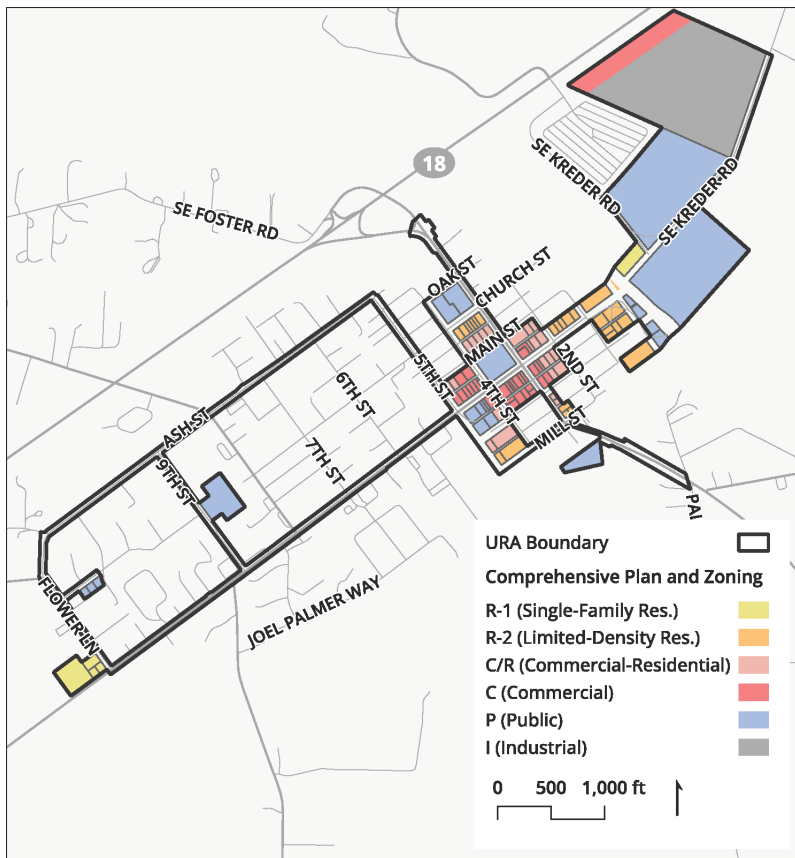 SE KREDER RD
18
SE KREDER RD
SE FOSTER RD
OAK ST
CHURCH ST
MAIN ST
2ND ST
5TH ST
4TH ST
6TH ST
MILL S
ASH ST
7TH ST
9TH ST
PAL
FLOWER LN
JOEL PALMER WAY
URA Boundary
Comprehensive Plan and Zoning
R-1 (Single-Family Res.)
R-2 (Limited-Density Res.)
C/R (Commercial-Residential)
C (Commercial)
P (Public)
I (Industrial)
0 500 1,000 ft